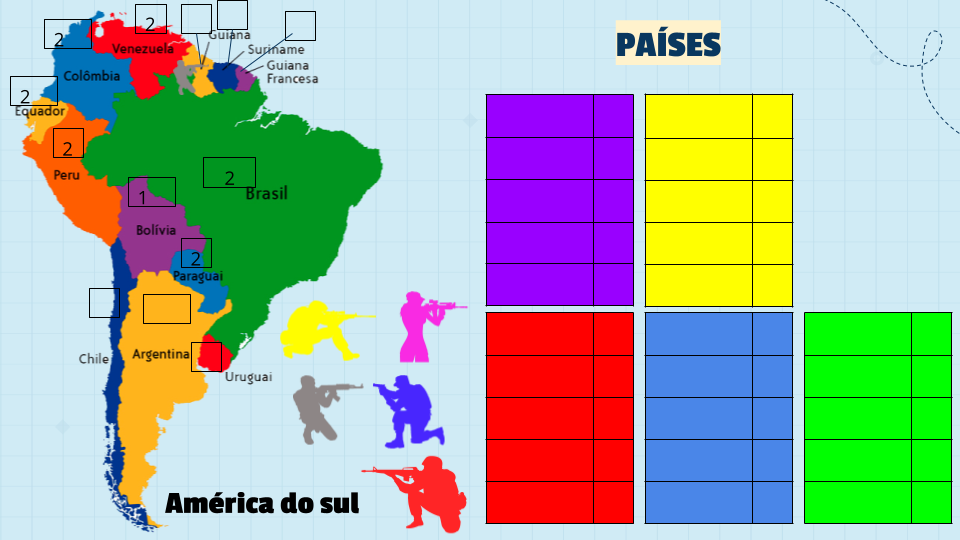 2
2
Guiana
Suriname
Guiana
Francesa
Venezuela
Colômbia
2
Equador
2
Peru
2
Brasil
1
Bolívia
2
Paraguai
Chile
Argentina
Uruguai
América do sul
PAÍSES